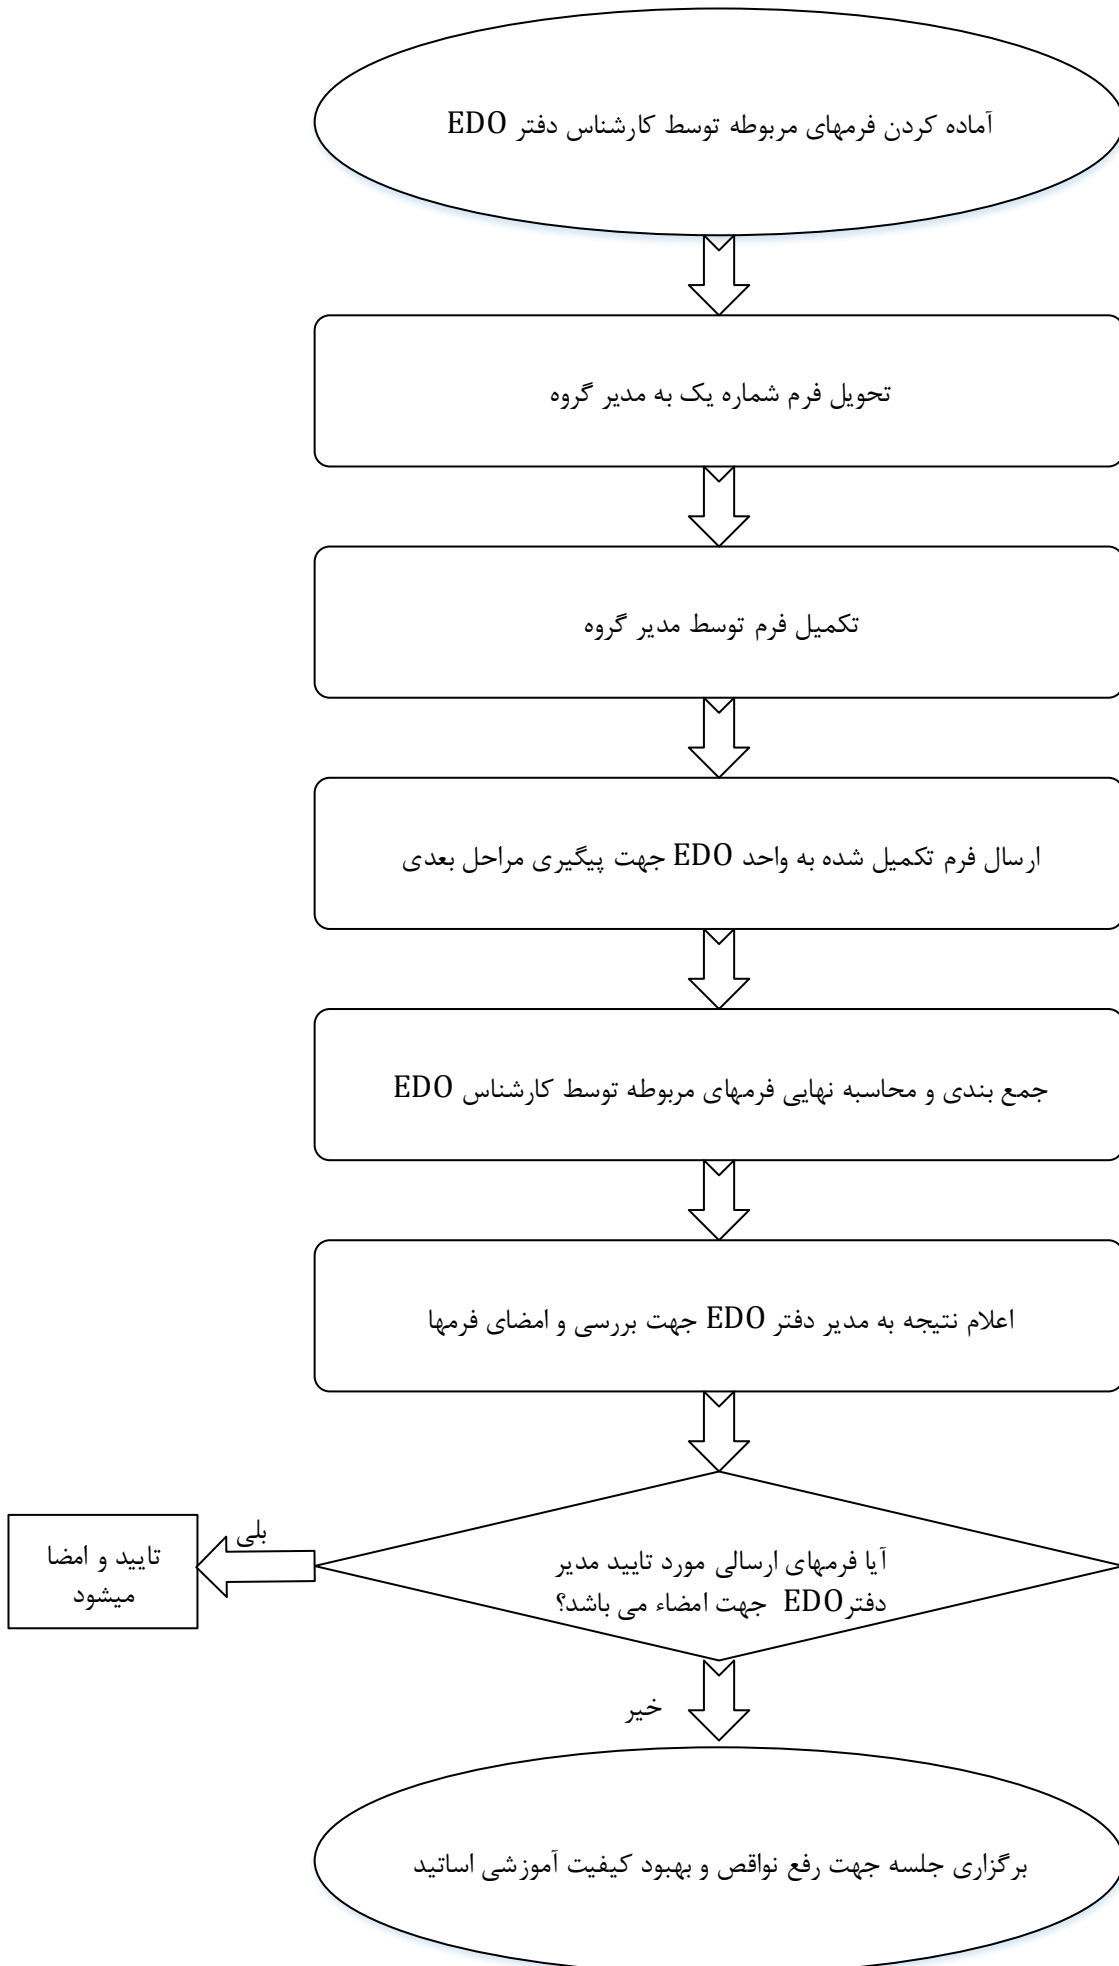 آماده کردن فرمهای مربوطه توسط کارشناس دفتر EDO
تحویل فرم شماره یک به مدیر گروه
تکمیل فرم توسط مدیر گروه
ارسال فرم تکمیل شده به واحد EDO جهت پیگیری مراحل بعدی
جمع بندی و محاسبه نهایی فرمهای مربوطه توسط کارشناس EDO
اعلام نتیجه به مدیر دفتر EDO جهت بررسی و امضای فرمها
آیا فرمهای ارسالی مورد تایید مدیر
دفترEDO جهت امضاء می باشد؟
بلی
تایید و امضا
میشود
خیر
برگزاری جلسه جهت رفع نواقص و بهبود کیفیت آموزشی اساتید